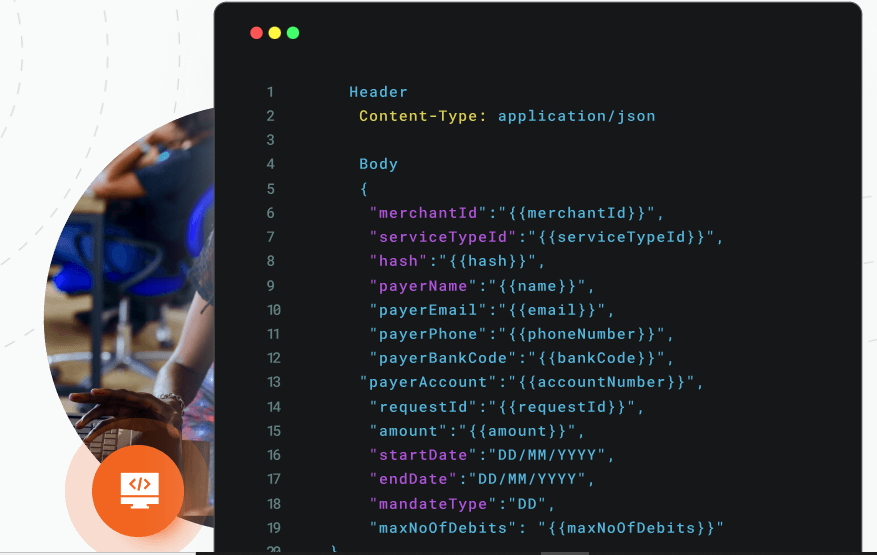 1 Header
2 Content-Type: application/json
3
4 Body
5 {
6 "merchantId":"{{merchantId}}",
7 "serviceTypeId":"{{serviceTypeId}}",
8 "hash":"{{hash}}",
9 "payerName":"{{name}}",
10 "payerEmail":"{{email}}",
11 "payerPhone":"{{phoneNumber}}",
12 "payerBankCode":"{{bankCode}}",
13 "payerAccount":"{{accountNumber}}",
14 "requestId":"{{requestId}}",
15 "amount":"{{amount}}",
16 "startDate":"DD/MM/YYYY",
17 "endDate":"DD/MM/YYYY",
18 "mandateType":"DD",
19 "maxNoOfDebits": "{{maxNoOfDebits}}"
20 }